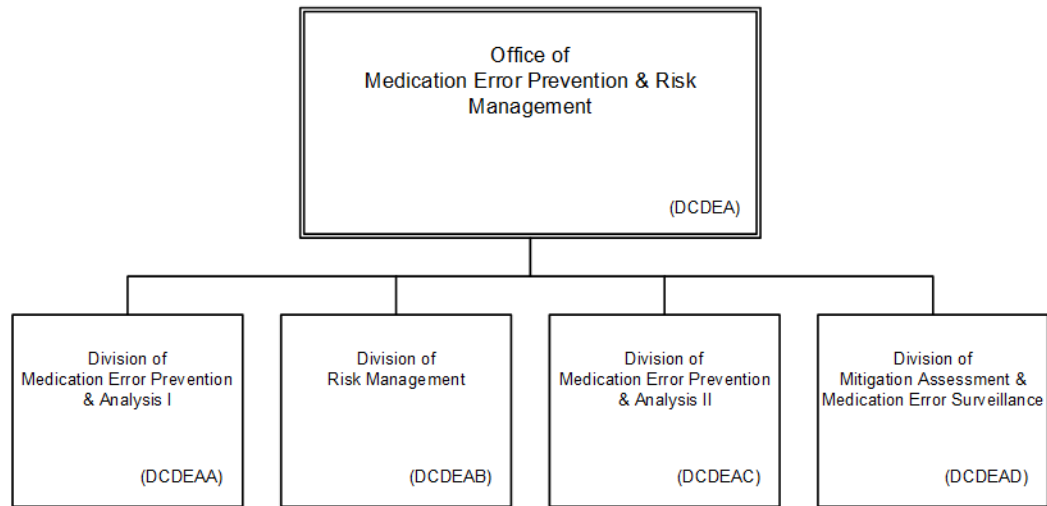 Office of
Medication Error Prevention & Risk
Management
(DCDEA)
Division of
Medication Error Prevention
& Analysis I
(DCDEAA)
Division of
Risk Management
(DCDEAB)
Division of
Medication Error Prevention
& Analysis II
(DCDEAC)
Division of
Mitigation Assessment &
Medication Error Surveillance
(DCDEAD)